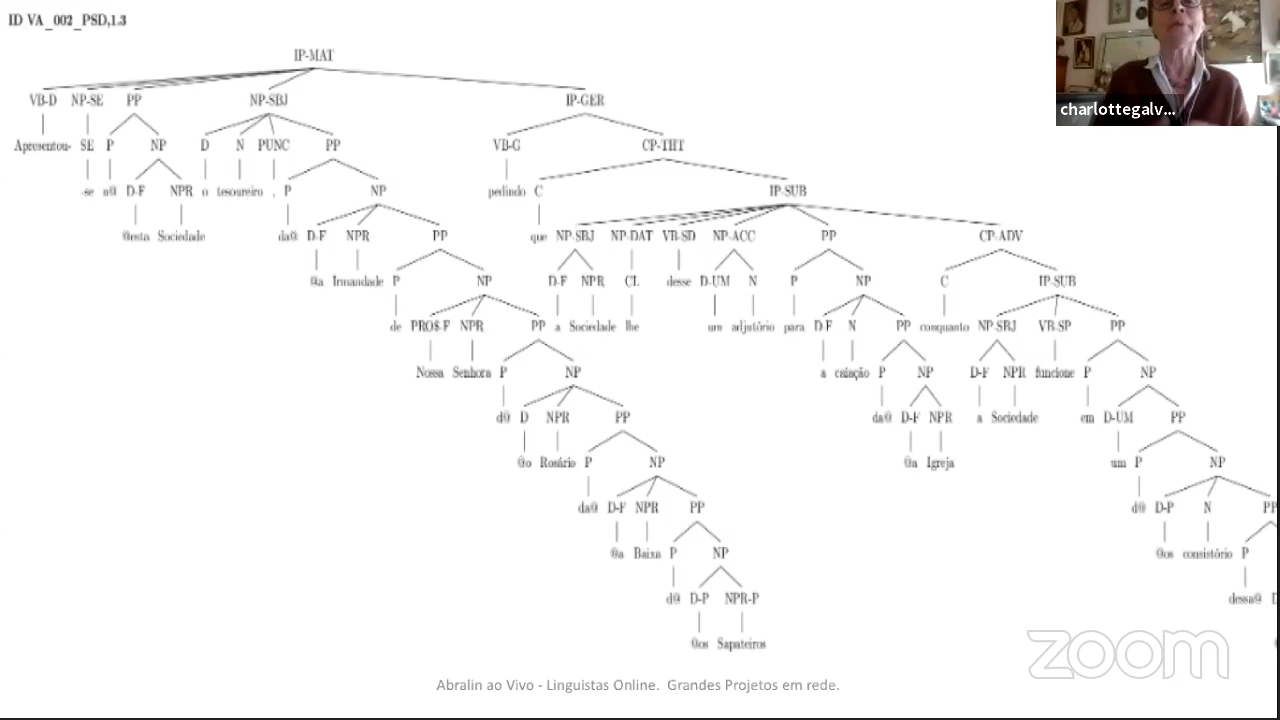 ID VA_002_PSD,1.3
IP-MAT
VB-D NP-SE PP NP-SBJ IP-GER
charlottegalv...
Apresentou- SE P NP D N PUNC PP VB-G CP-THT
-se n@ D-F NPR o tesoureiro , P NP pedindo C IP-SUB
@esta Sociedade da@ D-F NPR PP que NP-SBJ NP-DAT VB-SD NP-ACC PP CP-ADV
@a Irmandade P NP D-F NPR CL desse D-UM N P NP C IP-SUB
de PRO$-F NPR PP a Sociedade lhe um adjutório para D-F N PP conquanto NP-SBJ VB-SP PP
Nossa Senhora P NP a caiação P NP D-F NPR funcione P NP
d@ D NPR PP da@ D-F NPR a Sociedade em D-UM PP
@o Rosário P NP @a Igreja um P NP
da@ D-F NPR PP d@ D-P N PP
@a Baixa P NP @os consistório P
d@ D-P NPR-P dessa@
@os Sapateiros
zoom
Abralin ao Vivo - Linguistas Online. Grandes Projetos em rede.